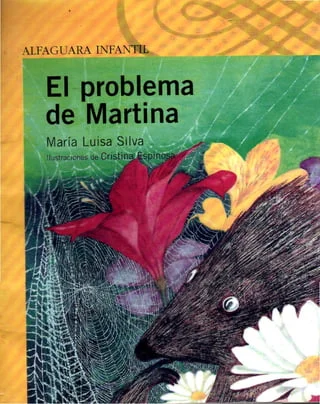 ALFAGUARA INFANTIL
El problema
de Martina
María Luisa Silva
Ilustraciones de Cristina Espinosa